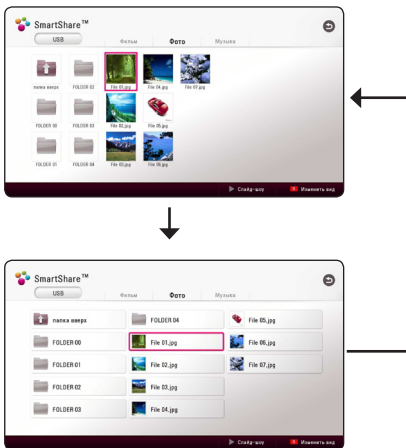 SmartShare™
USB
Фильм Фото Музыка
папка вверх FOLDER 02 File 01.jpg File 04.jpg File 07.jpg
FOLDER 00 FOLDER 03 File 02.jpg File 05.jpg
FOLDER 01 FOLDER 04 File 03.jpg File 06.jpg
Слайд-шоу Изменить вид
SmartShare™
USB
Фильм Фото Музыка
папка вверх FOLDER 04 File 05.jpg
FOLDER 00 File 01.jpg File 06.jpg
FOLDER 01 File 02.jpg File 07.jpg
FOLDER 02 File 03.jpg
FOLDER 03 File 04.jpg
Слайд-шоу Изменить вид